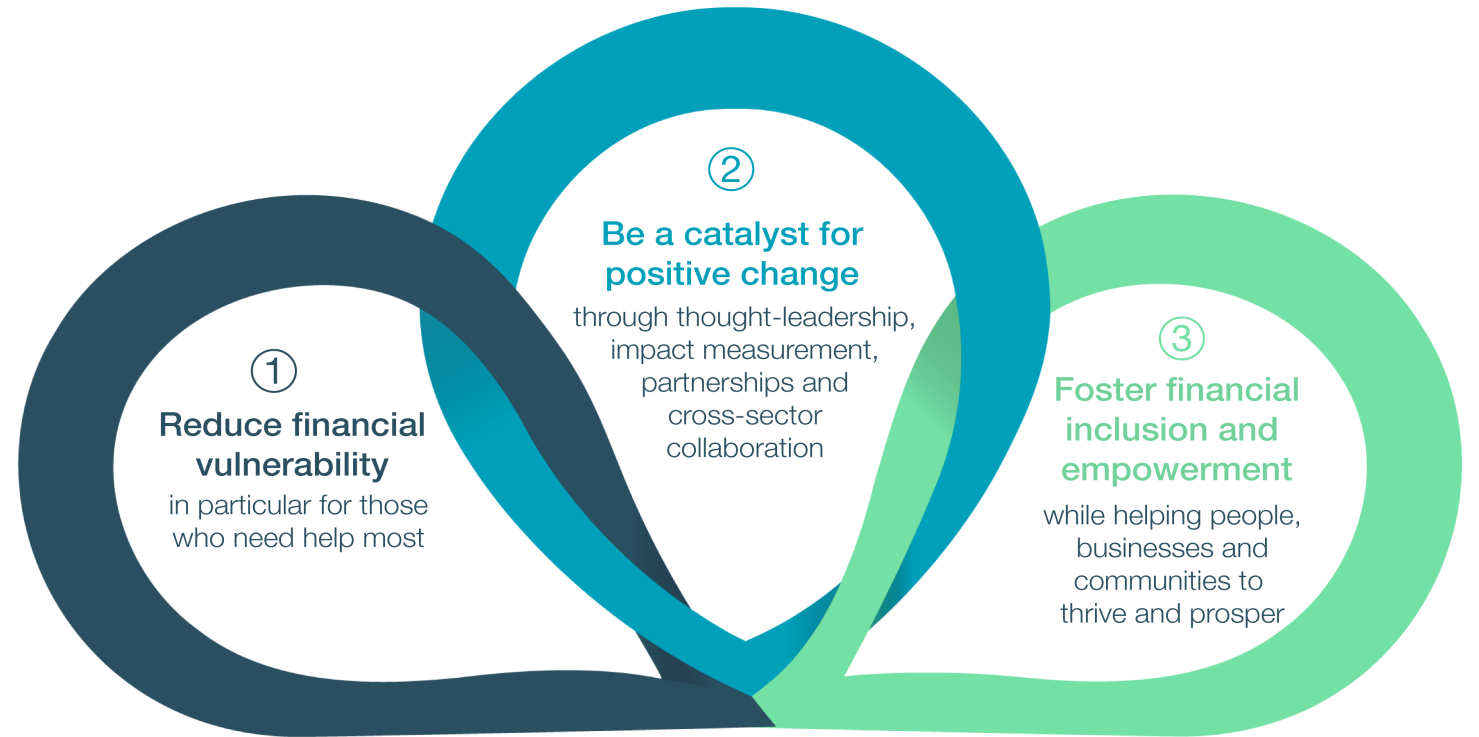 1
Reduce financial
vulnerability
in particular for those
who need help most
2
Be a catalyst for
positive change
through thought-leadership,
impact measurement,
partnerships and
cross-sector
collaboration
3
Foster financial
inclusion and
empowerment
while helping people,
businesses and
communities to
thrive and prosper